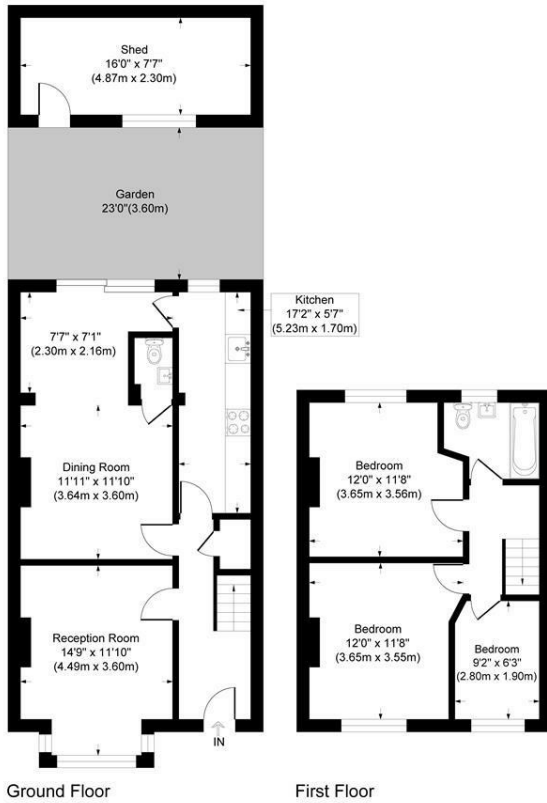 Shed
16'0" x 7'7"
(4.87m x 2.30m)
Garden
23'0"(3.60m)
Kitchen
17'2" x 5'7"
(5.23m x 1.70m)
7'7" x 7'1"
(2.30m x 2.16m)
Dining Room
11'11" x 11'10"
(3.64m x 3.60m)
Reception Room
14'9" x 11'10"
(4.49m x 3.60m)
IN
Ground Floor
Bedroom
12'0" x 11'8"
(3.65m x 3.56m)
Bedroom
12'0" x 11'8"
(3.65m x 3.55m)
Bedroom
9'2" x 6'3"
(2.80m x 1.90m)
First Floor